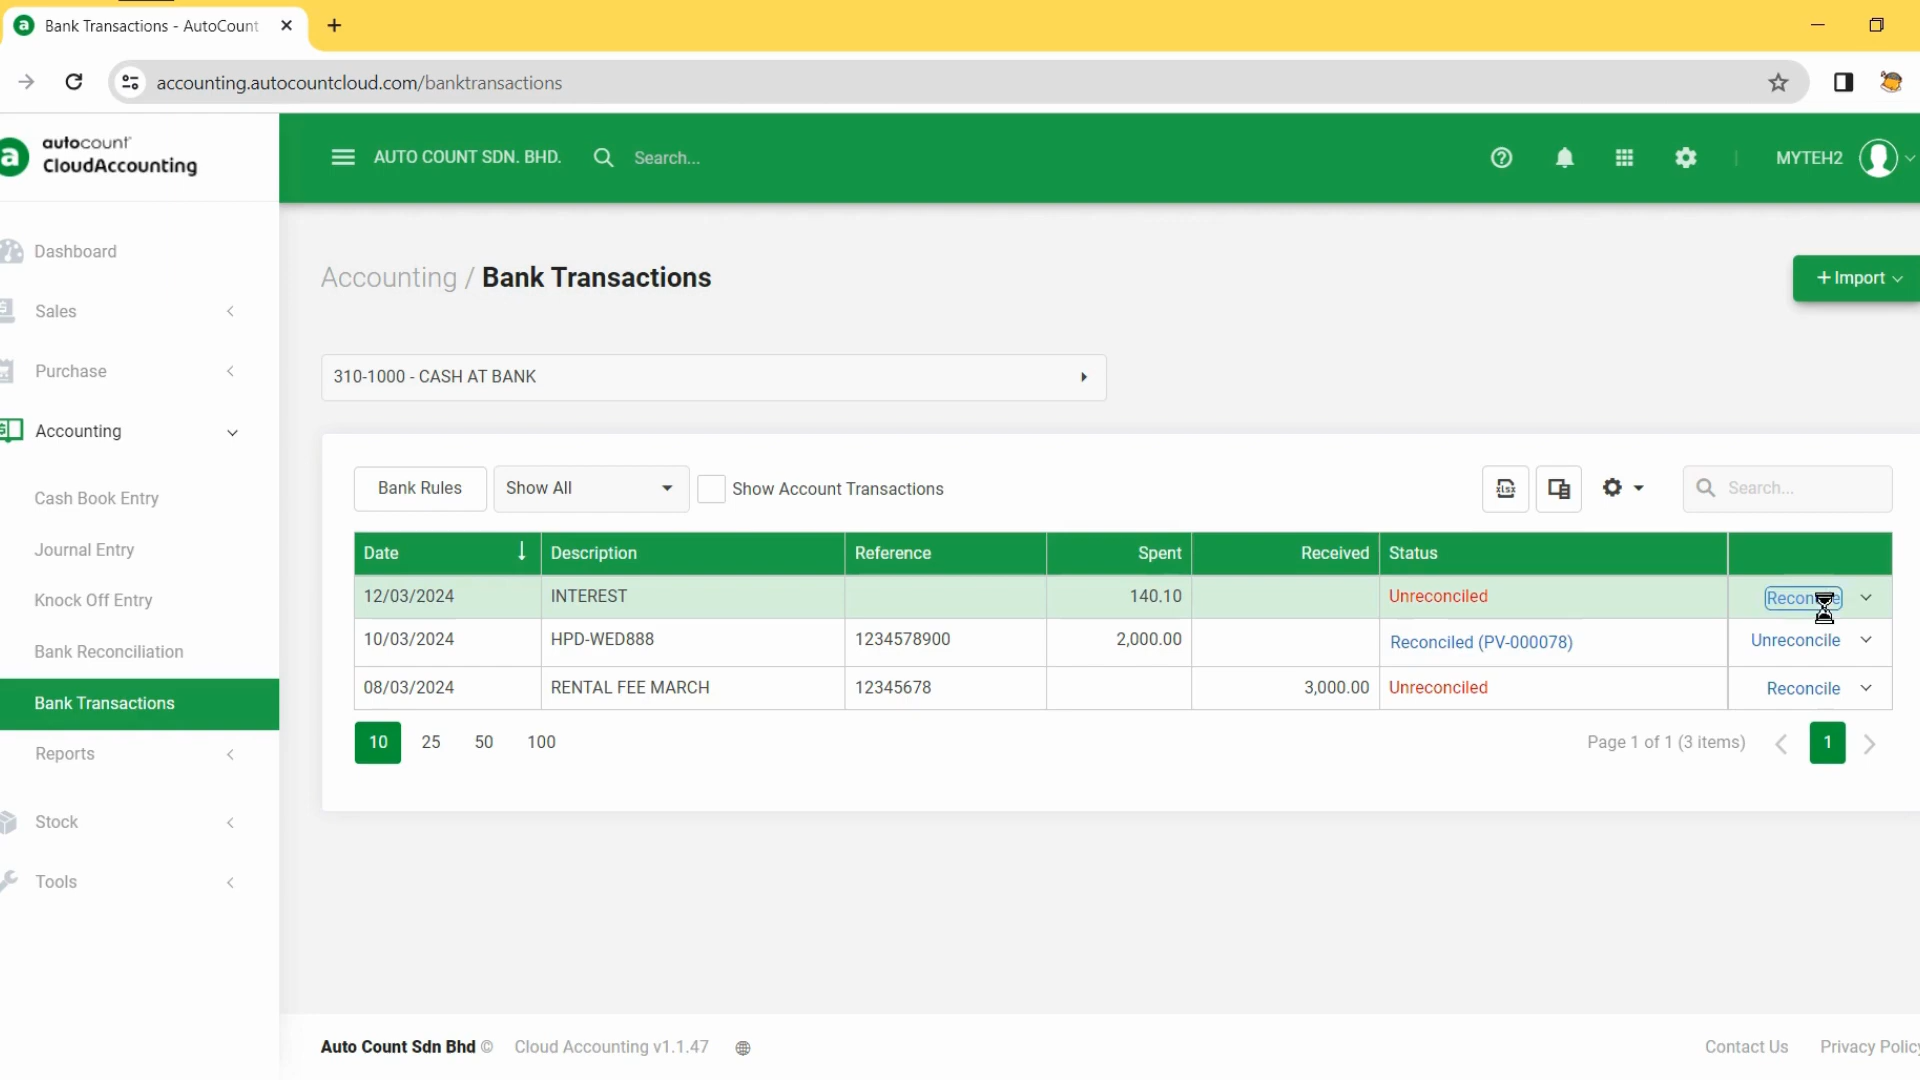 Bank Transactions - AutoCount
accounting.autocountcloud.com/banktransactions
autocount
CloudAccounting
AUTO COUNT SDN. BHD.
Search...
MYTEH2
Dashboard
Sales
Purchase
Accounting
Cash Book Entry
Journal Entry
Knock Off Entry
Bank Reconciliation
Bank Transactions
Reports
Stock
Tools
Accounting / Bank Transactions
+ Import
310-1000 - CASH AT BANK
Bank Rules
Show All
Show Account Transactions
xlsx
Search...
Date Description Reference Spent Received Status
12/03/2024 INTEREST 140.10 Unreconciled
10/03/2024 HPD-WED888 1234578900 2,000.00 Reconciled (PV-000078) Unreconcile
08/03/2024 RENTAL FEE MARCH 12345678 3,000.00 Unreconciled Reconcile
10 25 50 100
Page 1 of 1 (3 items) 1
Auto Count Sdn Bhd © Cloud Accounting v1.1.47
Contact Us
Privacy Policy